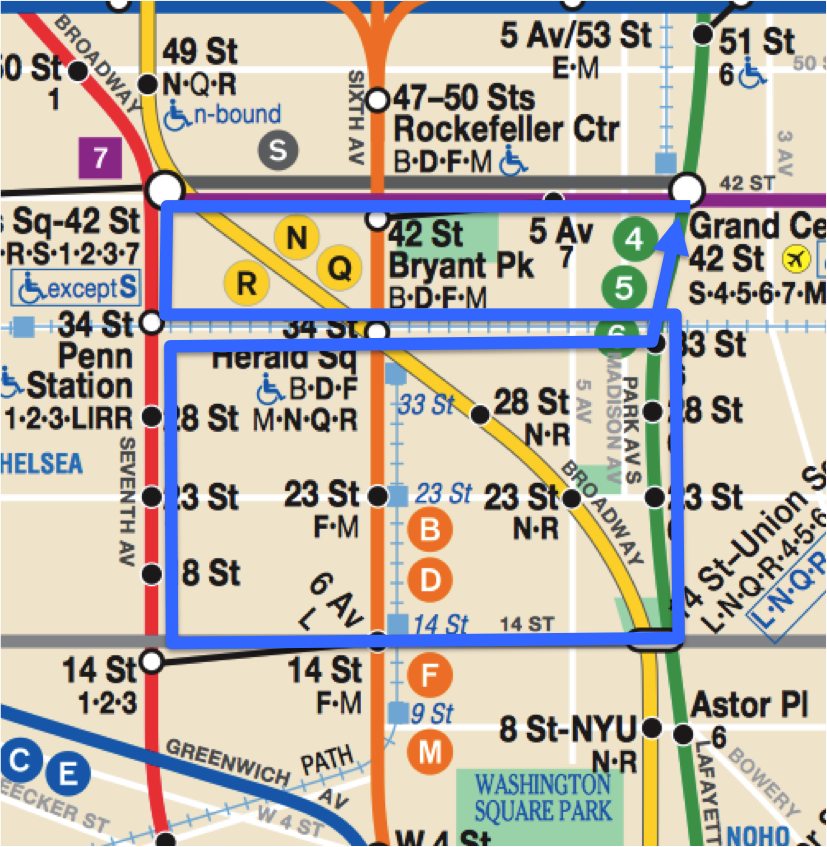 BROADWAY
49 St
N•Q•R
n-bound
50 St
1
7
S
SIXTH AV
5 Av/53 St
E•M
51 St
6
50 S
3 AV
47–50 Sts
Rockefeller Ctr
B•D•F•M
42 ST
s Sq-42 St
•R•S•1•2•3•7
except S
N
R
Q
42 St
Bryant Pk
B•D•F•M
5 Av
7
4
5
6
Grand Ce
42 St
S•4•5•6•7•M
34 St
Penn
Station
1•2•3•LIRR
34 St
Herald Sq
B•D•F
M•N•Q•R
33 St
28 St
N•R
5 AV
MADISON AV
PARK AV S
33 St
6
28 St
28 St
HELSEA
SEVENTH AV
23 St
23 St
F•M
23 St
23 St
N•R
BROADWAY
23 St
B
D
8 St
6 Av
L
14 St
14 ST
14 St–Union Sq
L•N•Q•R•4•5•6
L•N•Q•R
14 St
1•2•3
14 St
F•M
F
9 St
M
8 St-NYU
N•R
Astor Pl
6
C
E
GREENWICH
AV
PATH
EECKER ST
W 4 ST
WASHINGTON
SQUARE PARK
LAFAYETT
BOWERY
NOHO
W 4 St